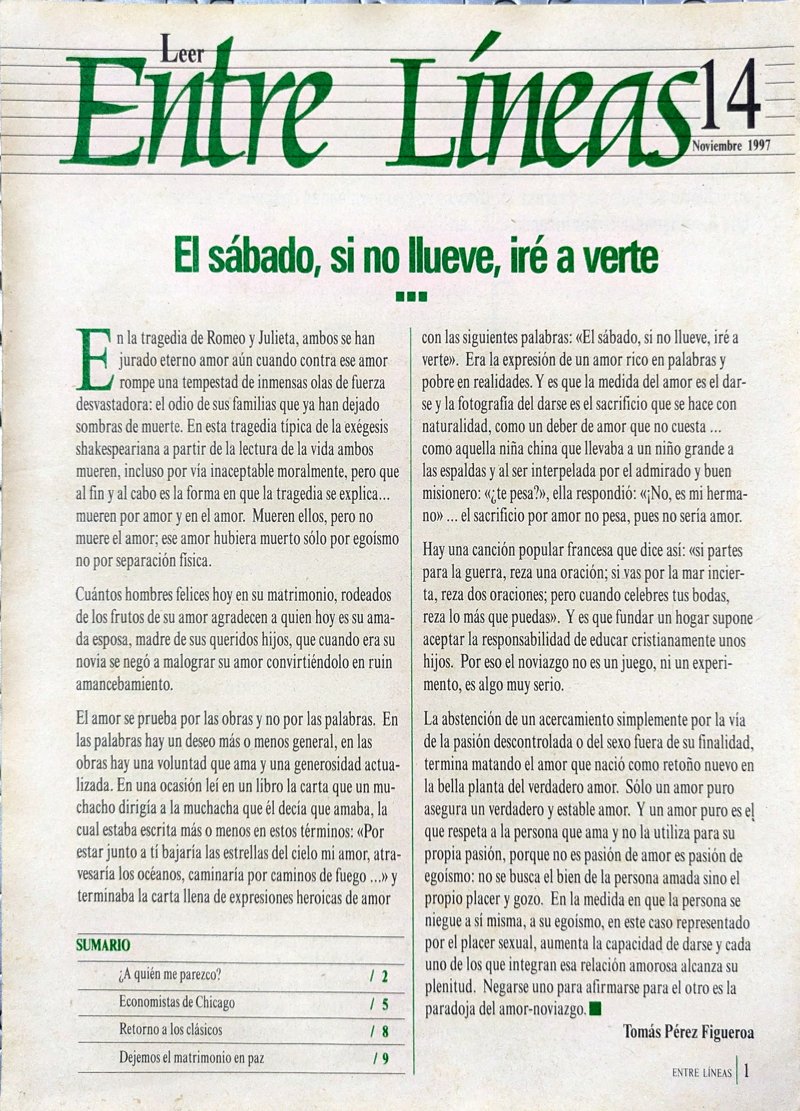 Leer
Entre Líneas 14
Noviembre 1997
El sábado, si no llueve, iré a verte
En la tragedia de Romeo y Julieta, ambos se han
jurado eterno amor aún cuando contra ese amor
rompe una tempestad de inmensas olas de fuerza
devastadora: el odio de sus familias que ya han dejado
sombras de muerte. En esta tragedia típica de la exégesis
shakespeariana a partir de la lectura de la vida ambos
mueren, incluso por vía inaceptable moralmente, pero que
al fin y al cabo es la forma en que la tragedia se explica...
mueren por amor y en el amor. Mueren ellos, pero no
muere el amor; ese amor hubiera muerto sólo por egoísmo
no por separación física.
Cuántos hombres felices hoy en su matrimonio, rodeados
de los frutos de su amor agradecen a quien hoy es su ama-
da esposa, madre de sus queridos hijos, que cuando era su
novia se negó a malograr su amor convirtiéndolo en ruin
amancebamiento.
El amor se prueba por las obras y no por las palabras. En
las palabras hay un deseo más o menos general, en las
obras hay una voluntad que ama y una generosidad actua-
lizada. En una ocasión leí en un libro la carta que un mu-
chacho dirigía a la muchacha que él decía que amaba, la
cual estaba escrita más o menos en estos términos: «Por
estar junto a tí bajaría las estrellas del cielo mi amor, atra-
vesaría los océanos, caminaría por caminos de fuego ...» y
terminaba la carta llena de expresiones heroicas de amor
con las siguientes palabras: «El sábado, si no llueve, iré a
verte». Era la expresión de un amor rico en palabras y
pobre en realidades. Y es que la medida del amor es el dar-
se y la fotografía del darse es el sacrificio que se hace con
naturalidad, como un deber de amor que no cuesta ...
como aquella niña china que llevaba a un niño grande a
las espaldas y al ser interpelada por el admirado y buen
misionero: «¿te pesa?», ella respondió: «¡No, es mi herma-
no» ... el sacrificio por amor no pesa, pues no sería amor.
Hay una canción popular francesa que dice así: «si partes
para la guerra, reza una oración; si vas por la mar incier-
ta, reza dos oraciones; pero cuando celebres tus bodas,
reza lo más que puedas». Y es que fundar un hogar supone
aceptar la responsabilidad de educar cristianamente unos
hijos. Por eso el noviazgo no es un juego, ni un experi-
mento, es algo muy serio.
La abstención de un acercamiento simplemente por la vía
de la pasión descontrolada o del sexo fuera de su finalidad,
termina matando el amor que nació como retoño nuevo en
la bella planta del verdadero amor. Sólo un amor puro
asegura un verdadero y estable amor. Y un amor puro es el
que respeta a la persona que ama y no la utiliza para su
propia pasión, porque no es pasión de amor es pasión de
egoísmo: no se busca el bien de la persona amada sino el
propio placer y gozo. En la medida en que la persona se
niegue a sí misma, a su egoísmo, en este caso representado
por el placer sexual, aumenta la capacidad de darse y cada
uno de los que integran esa relación amorosa alcanza su
plenitud. Negarse uno para afirmarse para el otro es la
paradoja del amor-noviazgo.
Tomás Pérez Figueroa
SUMARIO
¿A quién me parezco? / 2
Economistas de Chicago / 5
Retorno a los clásicos / 8
Dejemos el matrimonio en paz / 9
ENTRE LÍNEAS 1